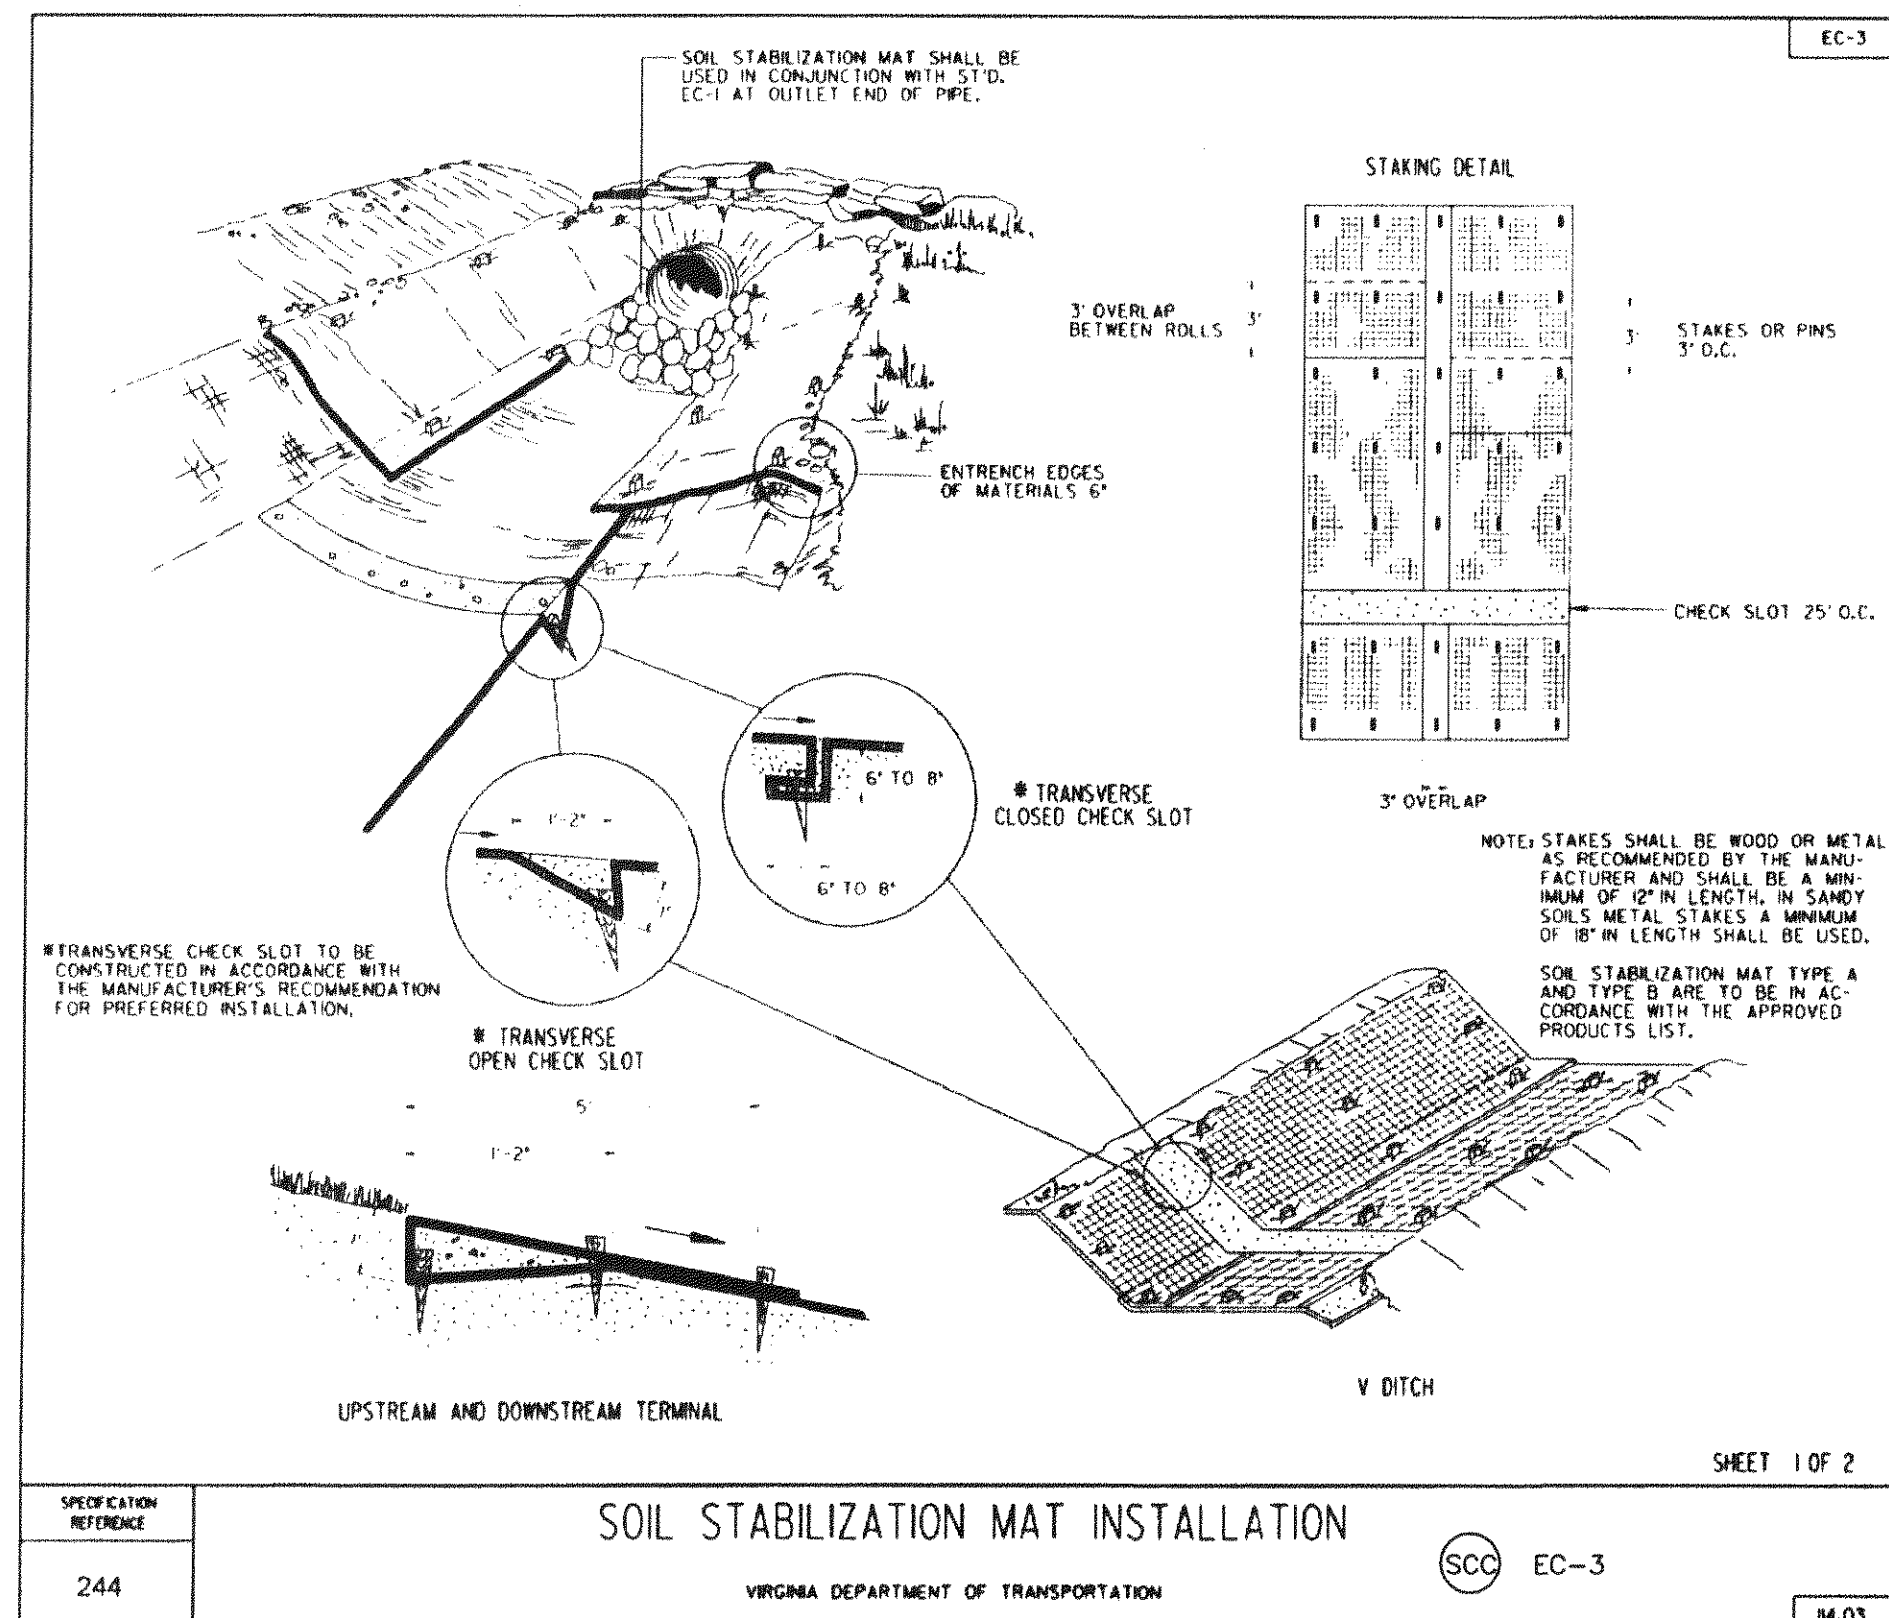 EC-3
SOIL STABILIZATION MAT SHALL BE
USED IN CONJUNCTION WITH ST'D.
EC-1 AT OUTLET END OF PIPE.
STAKING DETAIL
3' OVERLAP
BETWEEN ROLLS
3'
3'
STAKES OR PINS
3' O.C.
ENTRENCH EDGES
OF MATERIALS 6"
CHECK SLOT 25' O.C.
6" TO 8"
6" TO 8"
* TRANSVERSE
CLOSED CHECK SLOT
3" OVERLAP
1'-2"
1'
* TRANSVERSE
OPEN CHECK SLOT
*TRANSVERSE CHECK SLOT TO BE
CONSTRUCTED IN ACCORDANCE WITH
THE MANUFACTURER'S RECOMMENDATION
FOR PREFERRED INSTALLATION.
NOTE: STAKES SHALL BE WOOD OR METAL
AS RECOMMENDED BY THE MANU-
FACTURER AND SHALL BE A MIN-
IMUM OF 12" IN LENGTH. IN SANDY
SOILS METAL STAKES A MINIMUM
OF 18" IN LENGTH SHALL BE USED.
SOIL STABILIZATION MAT TYPE A
AND TYPE B ARE TO BE IN AC-
CORDANCE WITH THE APPROVED
PRODUCTS LIST.
5'
1'-2"
1'
UPSTREAM AND DOWNSTREAM TERMINAL
V DITCH
SHEET 1 OF 2
SPECIFICATION
REFERENCE
244
SOIL STABILIZATION MAT INSTALLATION
VIRGINIA DEPARTMENT OF TRANSPORTATION
SCC EC-3